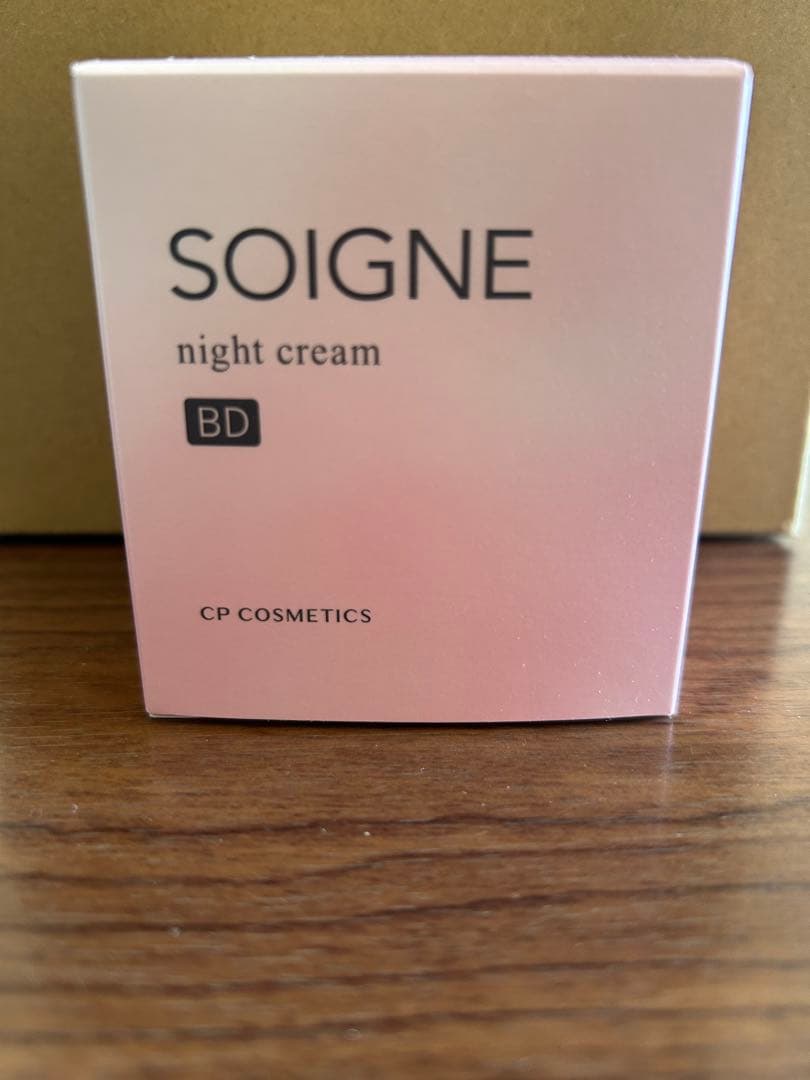 SOIGNE
night cream
BD
CP COSMETICS